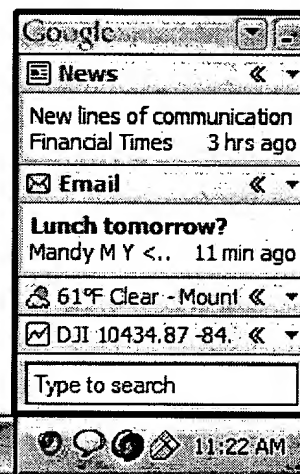 Google
News
New lines of communication
Financial Times 3 hrs ago
Email
Lunch tomorrow?
Mandy M Y <.. 11 min ago
61°F Clear - Mount
DJI 10434.87 -84.
Type to search
11:22 AM